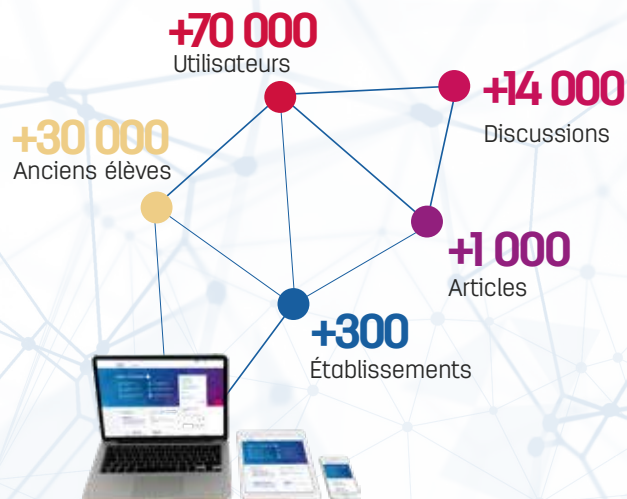 +70 000
Utilisateurs
+14 000
Discussions
+30 000
Anciens élèves
+1 000
Articles
+300
Établissements